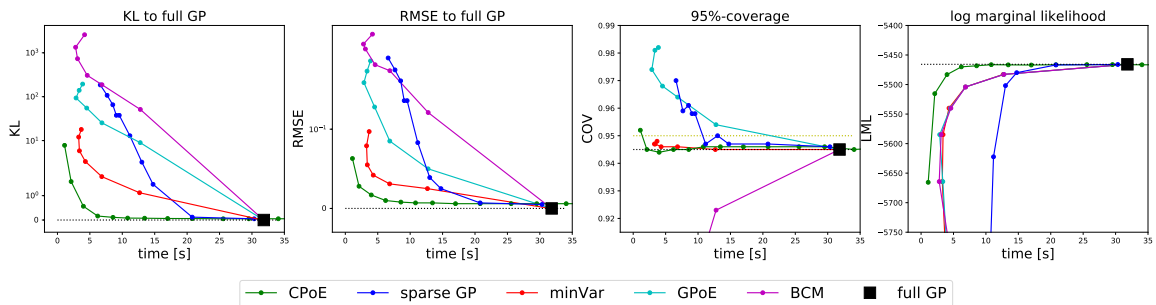 KL to full GP
KL
10³
10²
10¹
10⁰
0
0 5 10 15 20 25 30 35
time [s]
RMSE to full GP
RMSE
10⁻¹
0
0 5 10 15 20 25 30 35
time [s]
95%-coverage
COV
0.99
0.98
0.97
0.96
0.95
0.94
0.93
0.92
0 5 10 15 20 25 30 35
time [s]
log marginal likelihood
LML
−5400
−5450
−5500
−5550
−5600
−5650
−5700
−5750
0 5 10 15 20 25 30 35
time [s]
CPoE sparse GP minVar GPoE BCM full GP